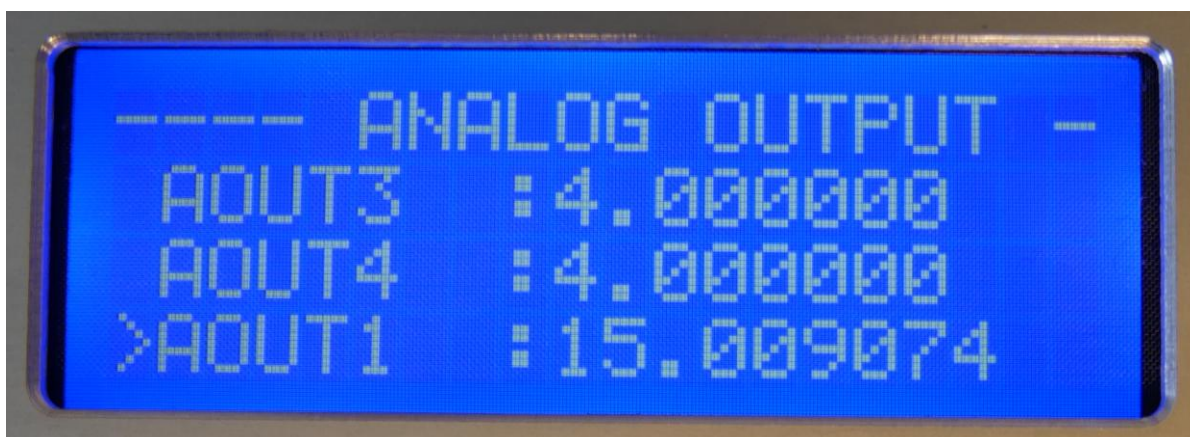 ---- ANALOG OUTPUT -
AOUT3 :4.000000
AOUT4 :4.000000
>AOUT1 :15.009074